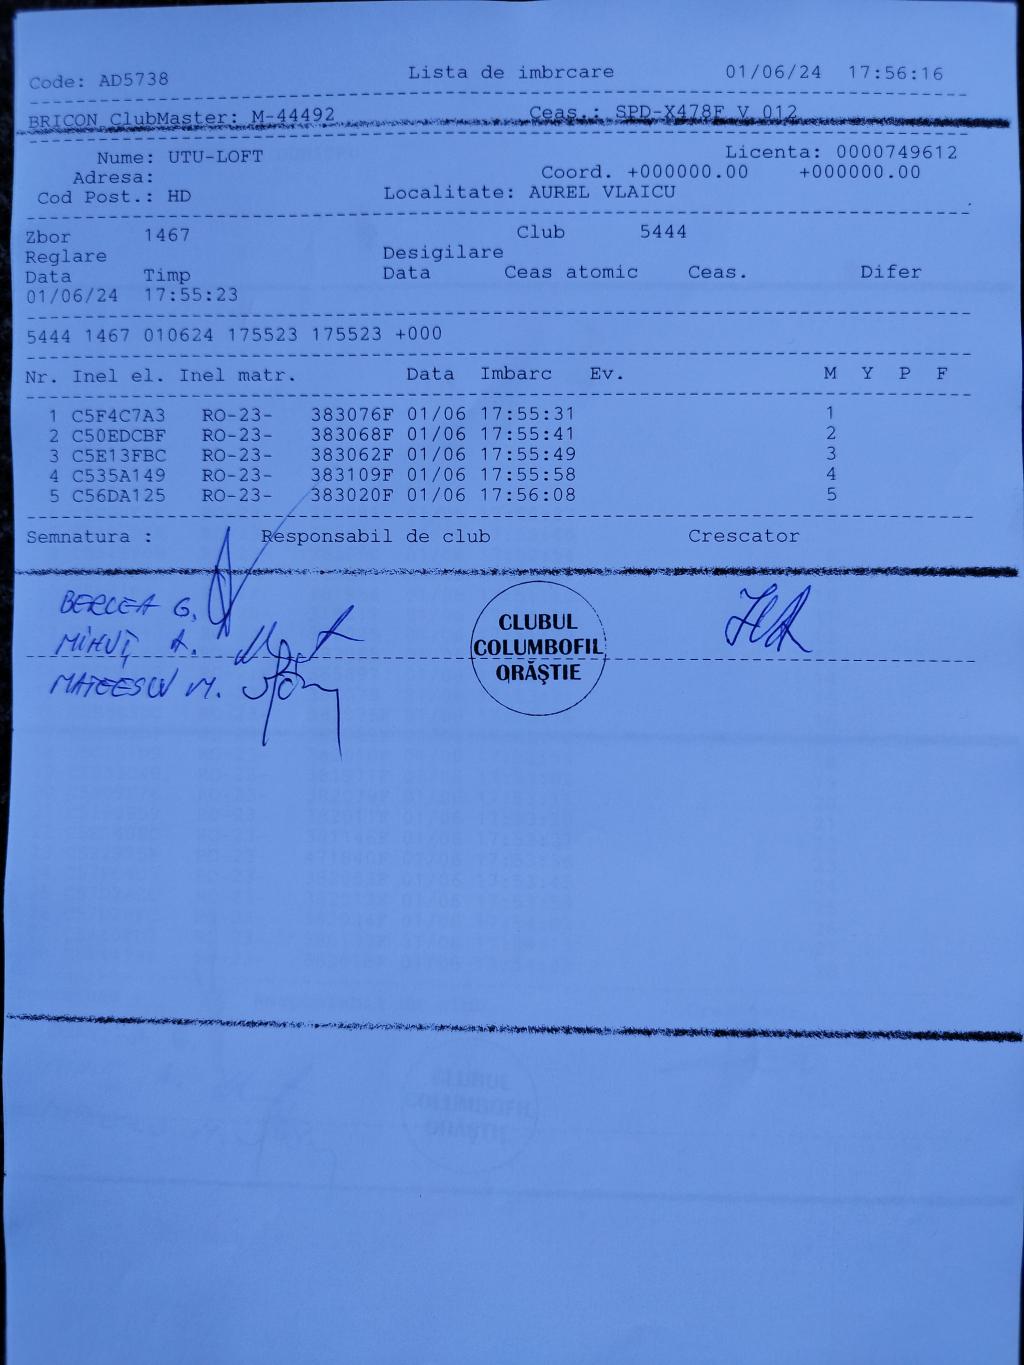 Code: AD5738 Lista de imbrcare 01/06/24 17:56:16
BRICON ClubMaster: M-44492 Ceas.: SPD-X478F V 012
Nume: UTU-LOFT Licenta: 0000749612
Adresa: Coord. +000000.00 +000000.00
Cod Post.: HD Localitate: AUREL VLAICU
Zbor 1467 Club 5444
Reglare Desigilare
Data Timp Data Ceas atomic Ceas. Difer
01/06/24 17:55:23
5444 1467 010624 175523 175523 +000
Nr. Inel el. Inel matr. Data Imbarc Ev. M Y P F
1 C5F4C7A3 RO-23- 383076F 01/06 17:55:31 1
2 C50EDCBF RO-23- 383068F 01/06 17:55:41 2
3 C5E13FBC RO-23- 383062F 01/06 17:55:49 3
4 C535A149 RO-23- 383109F 01/06 17:55:58 4
5 C56DA125 RO-23- 383020F 01/06 17:56:08 5
Semnatura : Responsabil de club Crescator
BERCEA G.
MIHUȚ A.
MATEESCU M.
CLUBUL
COLUMBOFIL
ORĂŞTIE